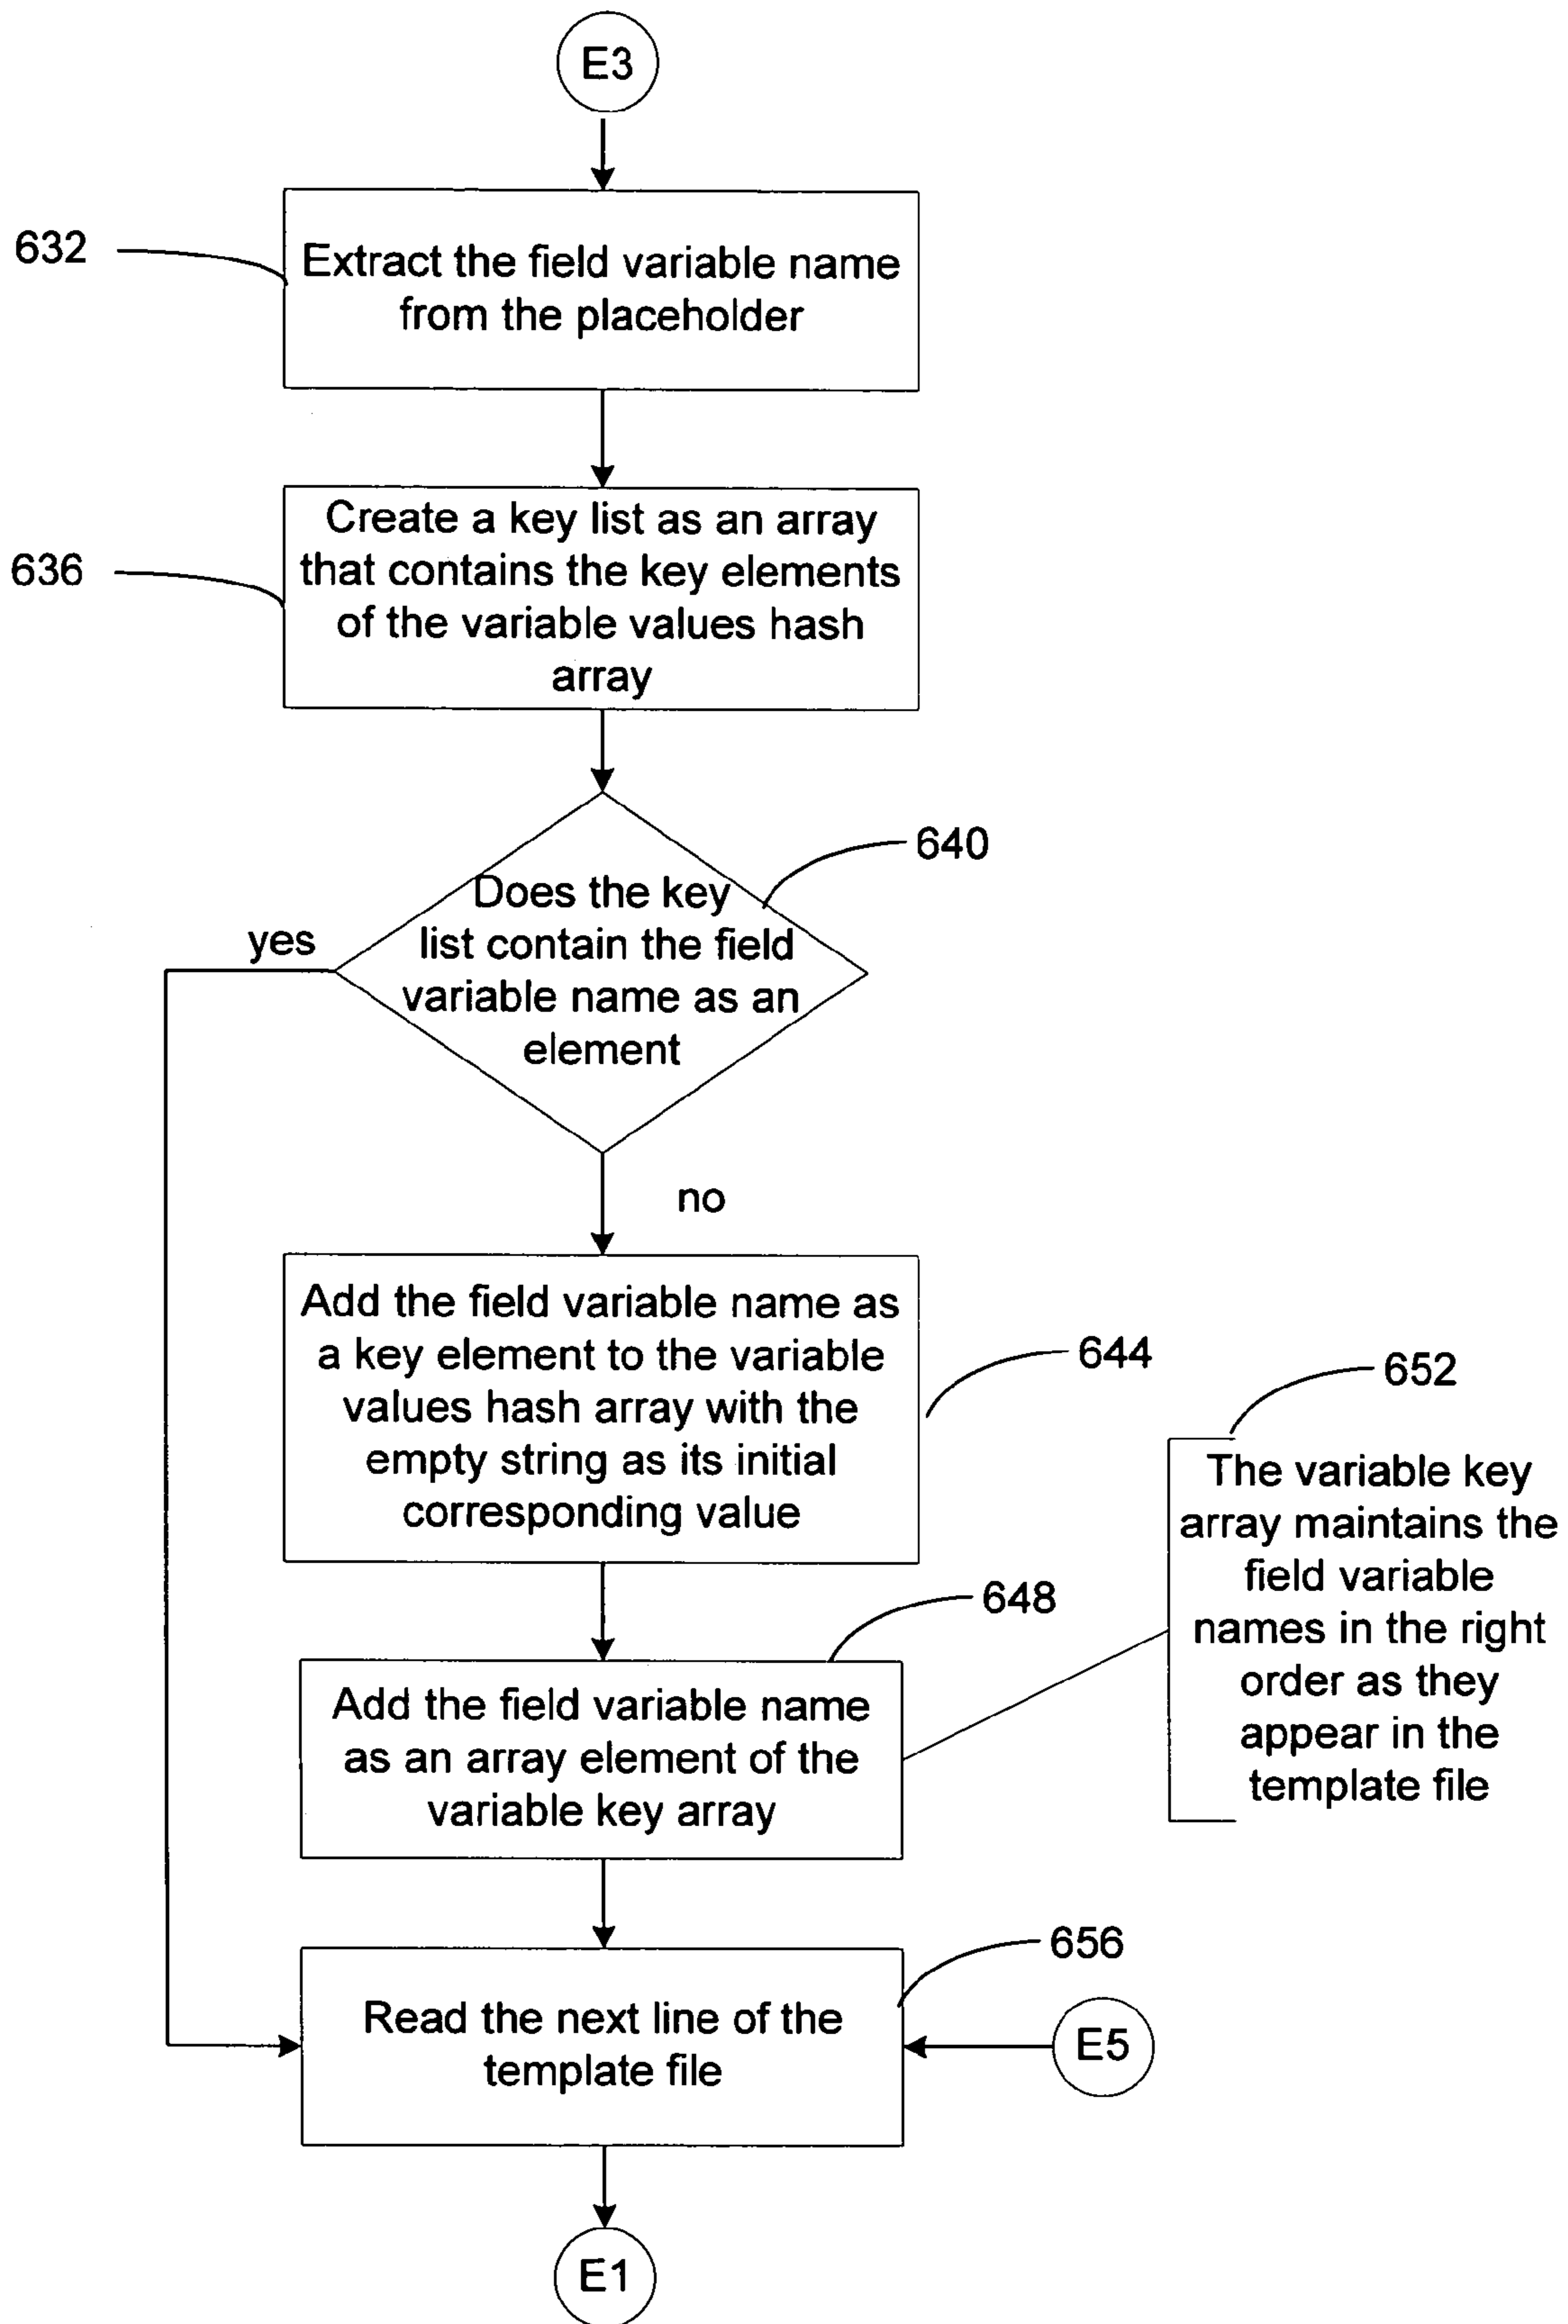 E3
632
Extract the field variable name
from the placeholder
636
Create a key list as an array
that contains the key elements
of the variable values hash
array
640
Does the key
list contain the field
variable name as an
element
yes
no
Add the field variable name as
a key element to the variable
values hash array with the
empty string as its initial
corresponding value
644
652
The variable key
array maintains the
field variable
names in the right
order as they
appear in the
template file
648
Add the field variable name
as an array element of the
variable key array
656
Read the next line of the
template file
E5
E1